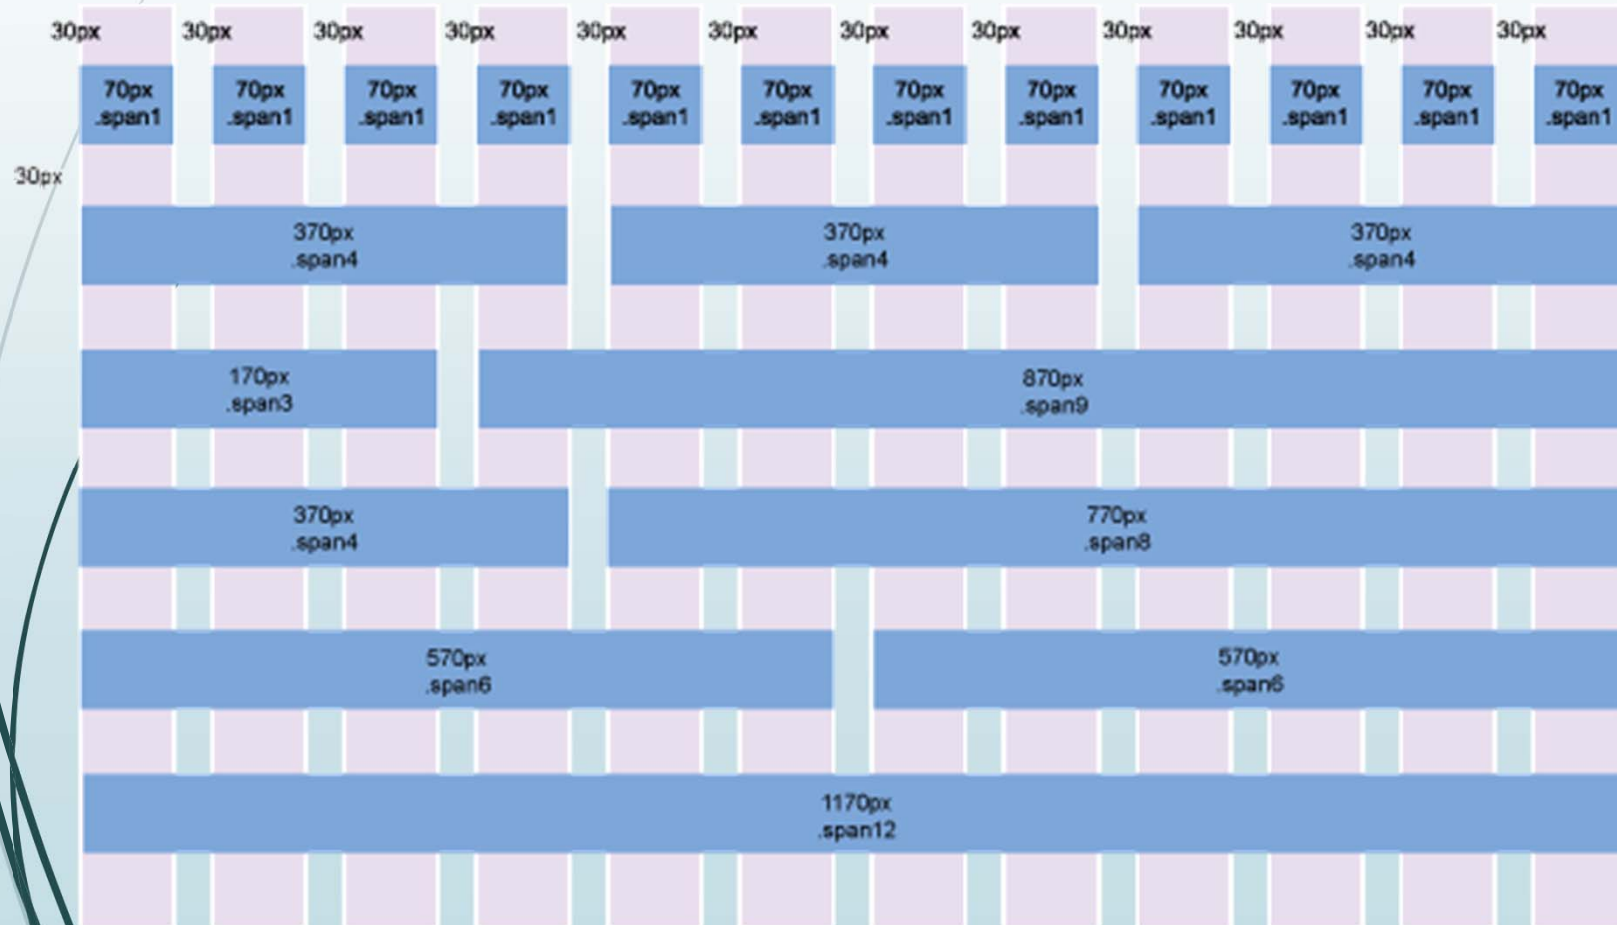 30px 30px 30px 30px 30px 30px 30px 30px 30px 30px 30px 30px
70px 70px 70px 70px 70px 70px 70px 70px 70px 70px 70px 70px
.span1 .span1 .span1 .span1 .span1 .span1 .span1 .span1 .span1 .span1 .span1 .span1
30px
370px 370px 370px
.span4 .span4 .span4
170px 870px
.span3 .span9
370px 770px
.span4 .span8
570px 570px
.span6 .span6
1170px
.span12